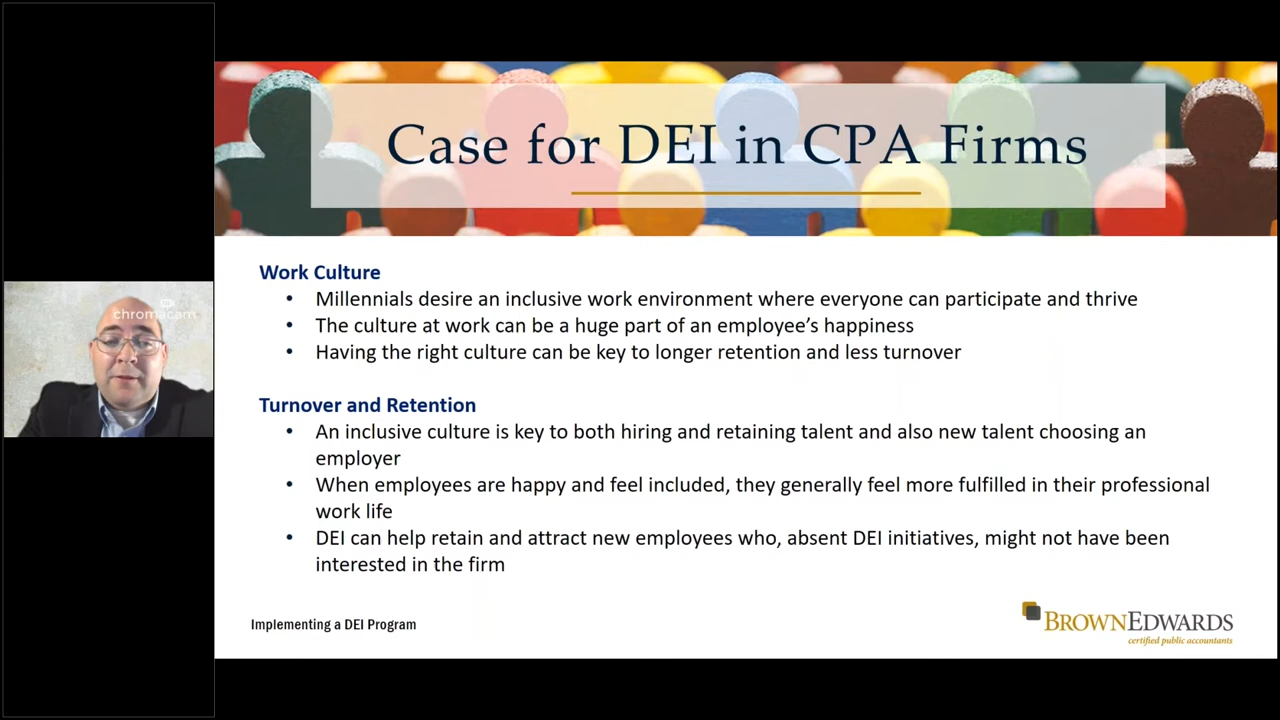 Case for DEI in CPA Firms
chromacam
Work Culture
• Millennials desire an inclusive work environment where everyone can participate and thrive
• The culture at work can be a huge part of an employee’s happiness
• Having the right culture can be key to longer retention and less turnover
Turnover and Retention
• An inclusive culture is key to both hiring and retaining talent and also new talent choosing an
employer
• When employees are happy and feel included, they generally feel more fulfilled in their professional
work life
• DEI can help retain and attract new employees who, absent DEI initiatives, might not have been
interested in the firm
Implementing a DEI Program
BROWNEDWARDS
certified public accountants